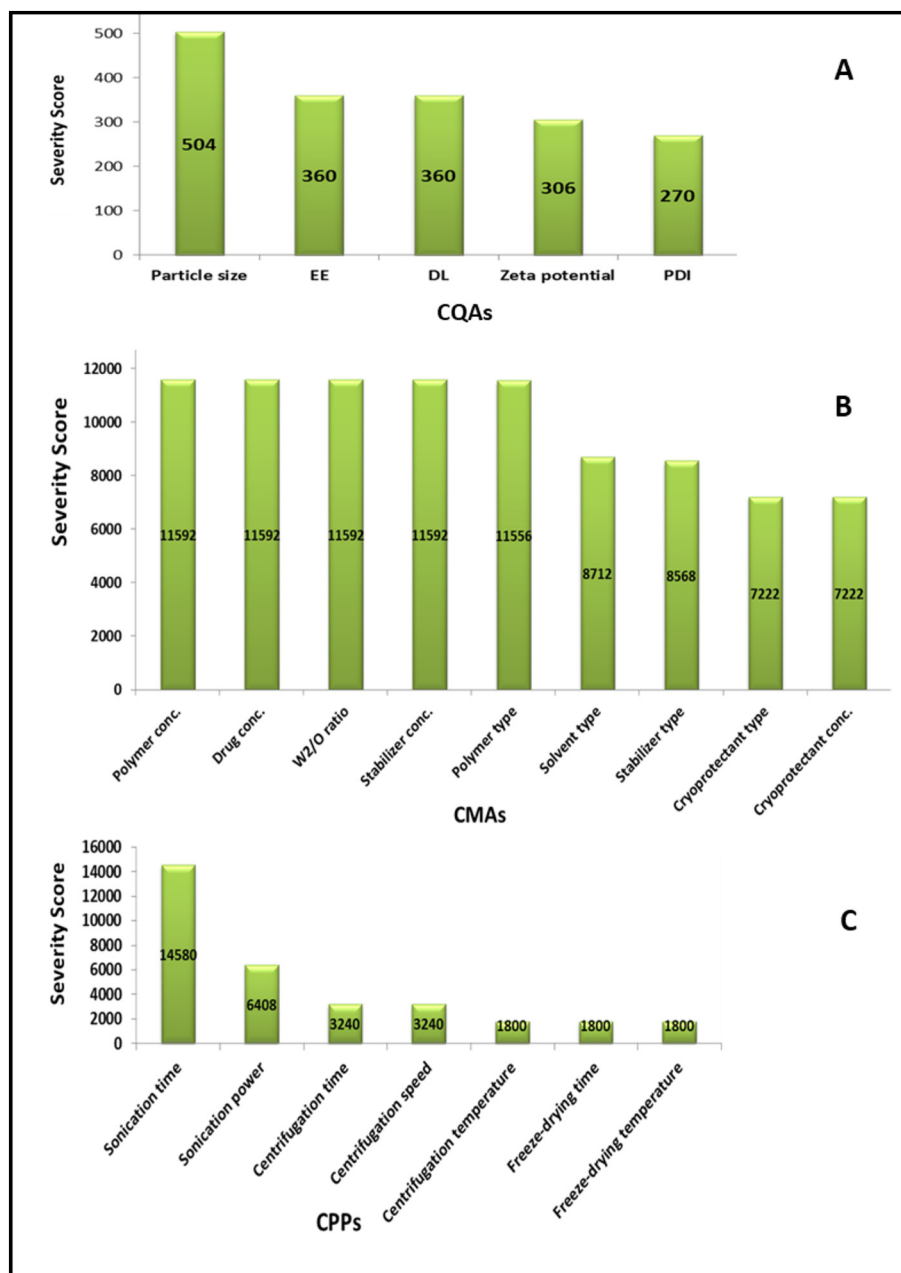 A
Severity Score
500
400
300
200
100
0
504
360
360
306
270
Particle size EE DL Zeta potential PDI
CQAs
B
Severity Score
12000
10000
8000
6000
4000
2000
0
11592 11592 11592 11592 11556
8712
8568
7222 7222
Polymer conc.
Drug conc.
W2/O ratio
Stabilizer conc.
Polymer type
Solvent type
Stabilizer type
Cryoprotectant type
Cryoprotectant conc.
CMAs
C
Severity Score
16000
14000
12000
10000
8000
6000
4000
2000
0
14580
6408
3240 3240
1800 1800 1800
Sonication time
Sonication power
Centrifugation time
Centrifugation speed
Centrifugation temperature
Freeze-drying time
Freeze-drying temperature
CPPs